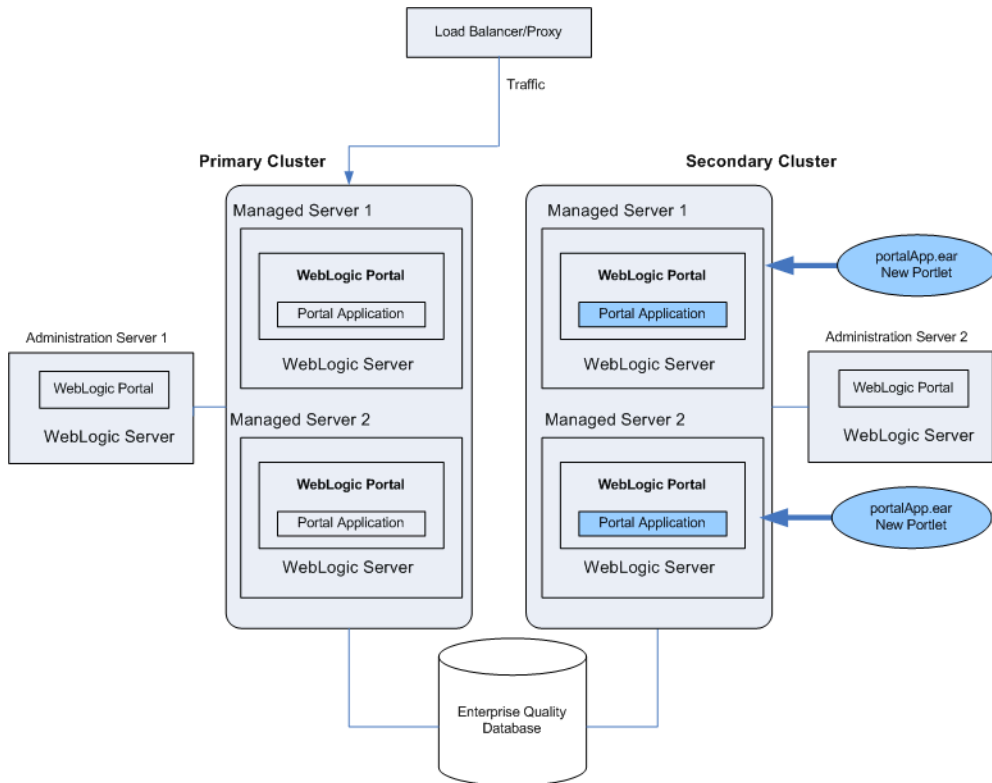 Load Balancer/Proxy
Traffic
Primary Cluster
Secondary Cluster
Managed Server 1
WebLogic Portal
Portal Application
WebLogic Server
Managed Server 2
WebLogic Portal
Portal Application
WebLogic Server
Managed Server 1
WebLogic Portal
Portal Application
WebLogic Server
Managed Server 2
WebLogic Portal
Portal Application
WebLogic Server
portalApp.ear
New Portlet
portalApp.ear
New Portlet
Administration Server 1
WebLogic Portal
WebLogic Server
Administration Server 2
WebLogic Portal
WebLogic Server
Enterprise Quality
Database